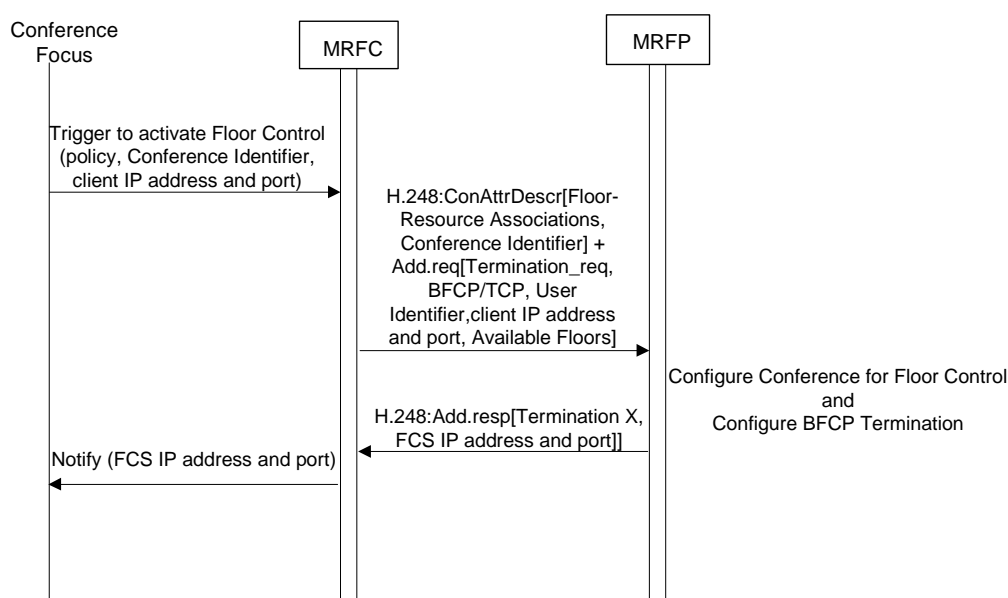 Conference
Focus
MRFC
MRFP
Trigger to activate Floor Control
(policy, Conference Identifier,
client IP address and port)
H.248:ConAttrDescr[Floor-
Resource Associations,
Conference Identifier] +
Add.req[Termination_req,
BFCP/TCP, User
Identifier,client IP address
and port, Available Floors]
Configure Conference for Floor Control
and
Configure BFCP Termination
H.248:Add.resp[Termination X,
FCS IP address and port]]
Notify (FCS IP address and port)